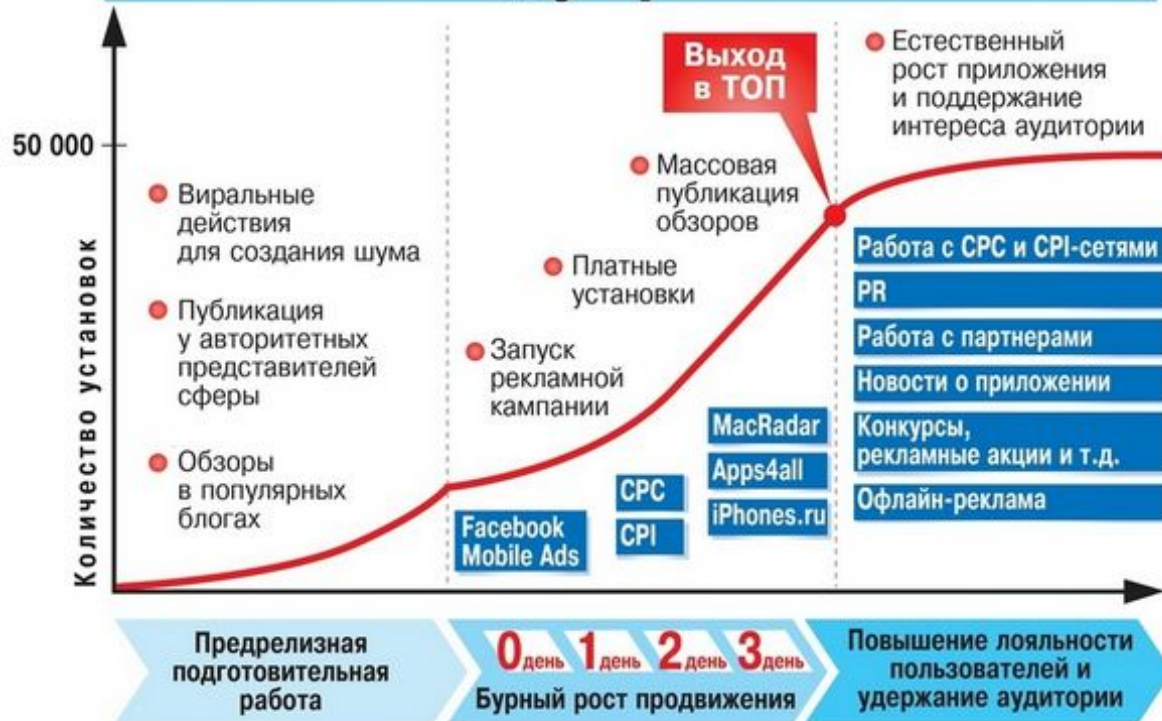 50 000
Количество установок
Виральные
действия
для создания шума
Публикация
у авторитетных
представителей
сферы
Обзоры
в популярных
блогах
Запуск
рекламной
кампании
Платные
установки
Массовая
публикация
обзоров
Выход
в ТОП
Естественный
рост приложения
и поддержание
интереса аудитории
Facebook
Mobile Ads
CPC
CPI
MacRadar
Apps4all
iPhones.ru
Работа с CPC и CPI-сетями
PR
Работа с партнерами
Новости о приложении
Конкурсы,
рекламные акции и т.д.
Офлайн-реклама
Предрелизная
подготовительная
работа
0 день 1 день 2 день 3 день
Бурный рост продвижения
Повышение лояльности
пользователей и
удержание аудитории